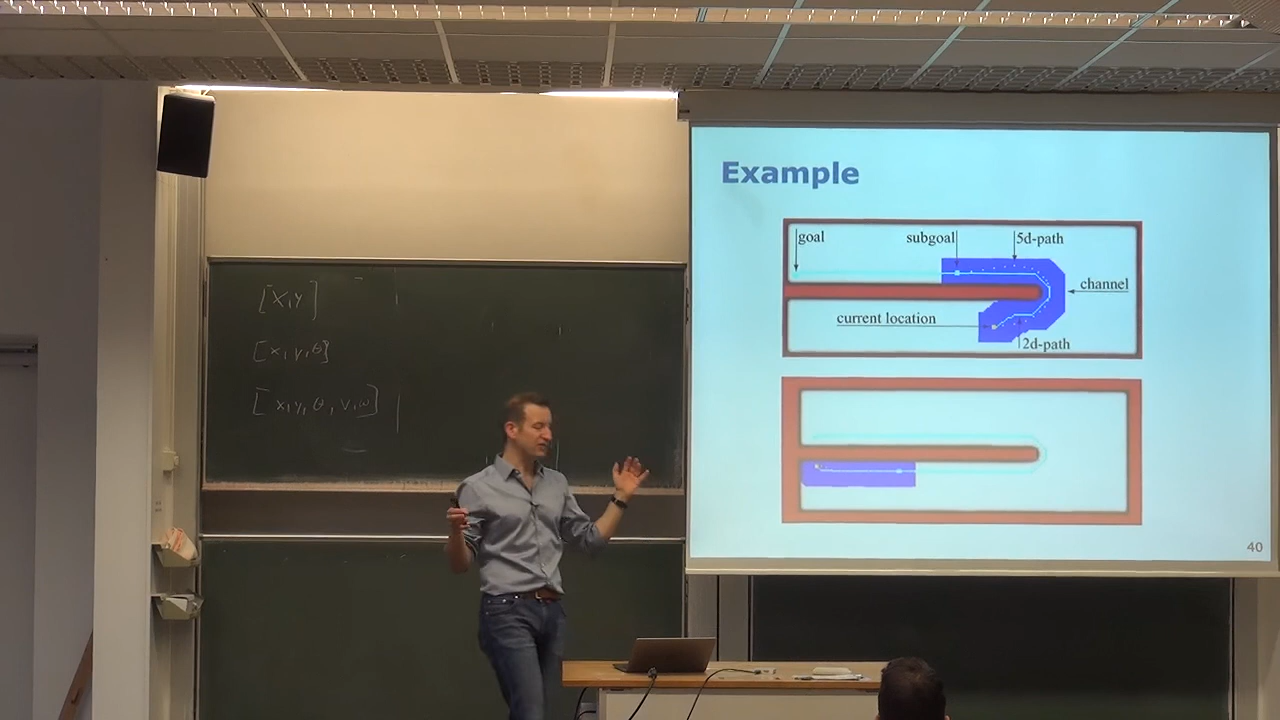 [x,y]
[x,y,θ]
[x,y,θ,v,ω]
Example
goal
subgoal
5d-path
channel
current location
2d-path
40